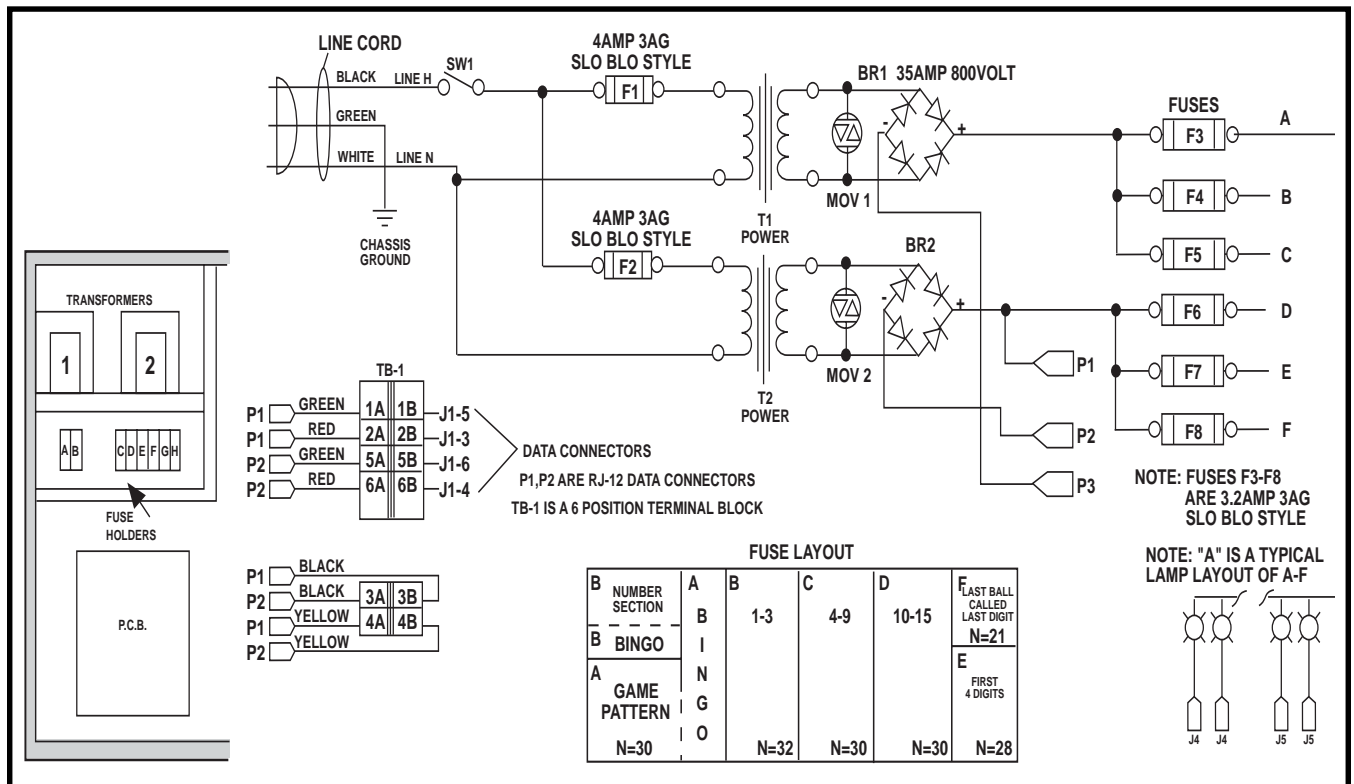 LINE CORD
BLACK LINE H
SW1
GREEN
WHITE LINE N
CHASSIS
GROUND
4AMP 3AG
SLO BLO STYLE
F1
4AMP 3AG
SLO BLO STYLE
F2
T1
POWER
T2
POWER
MOV 1
MOV 2
BR1 35AMP 800VOLT
-
+
BR2
-
+
FUSES
F3 A
F4 B
F5 C
F6 D
F7 E
F8 F
P1
P2
P3
NOTE: FUSES F3-F8
ARE 3.2AMP 3AG
SLO BLO STYLE
NOTE: "A" IS A TYPICAL
LAMP LAYOUT OF A-F
J4 J4 J5 J5
TRANSFORMERS
1 2
A B C D E F G H
FUSE
HOLDERS
P.C.B.
TB-1
P1 GREEN 1A 1B J1-5
P1 RED 2A 2B J1-3
P2 GREEN 5A 5B J1-6
P2 RED 6A 6B J1-4
DATA CONNECTORS
P1,P2 ARE RJ-12 DATA CONNECTORS
TB-1 IS A 6 POSITION TERMINAL BLOCK
P1 BLACK
P2 BLACK 3A 3B
P1 YELLOW 4A 4B
P2 YELLOW
FUSE LAYOUT
B NUMBER
SECTION
B BINGO
A
GAME
PATTERN
N=30
A
B
I
N
G
O
B
1-3
N=32
C
4-9
N=30
D
10-15
N=30
F LAST BALL
CALLED
LAST DIGIT
N=21
E
FIRST
4 DIGITS
N=28